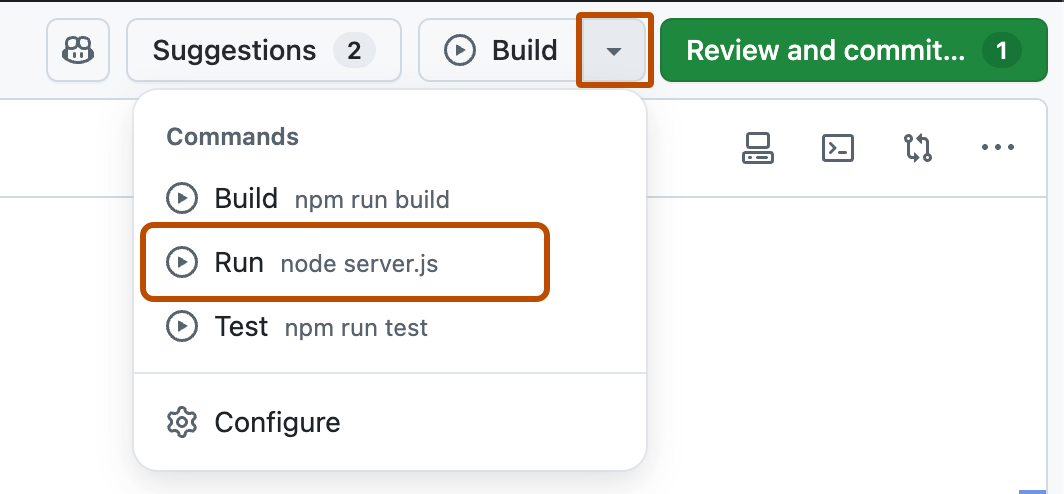 Suggestions 2 Build Review and commit... 1
Commands
Build npm run build
Run node server.js
Test npm run test
Configure